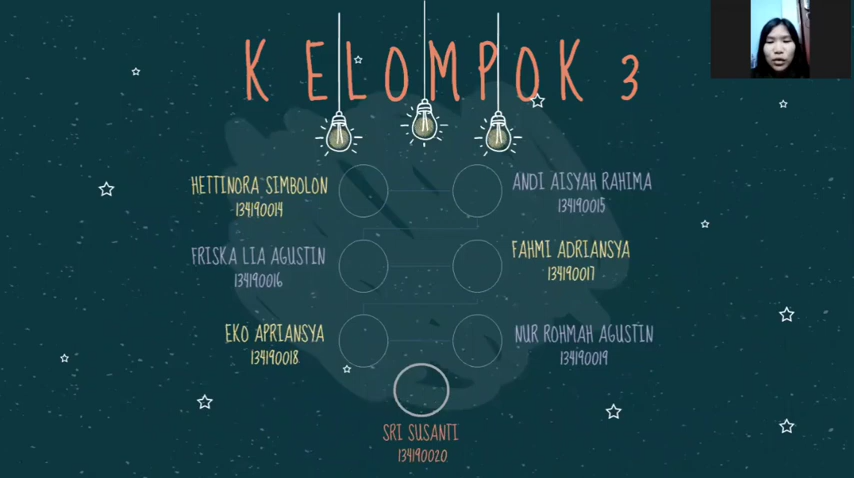 KELOMPOK 3
HETTINORA SIMBOLON
134190014
ANDI AISYAH RAHIMA
134190015
FRISKA LIA AGUSTIN
134190016
FAHMI ADRIANSYA
134190017
EKO APRIANSYA
134190018
NUR ROHMAH AGUSTIN
134190019
SRI SUSANTI
134190020